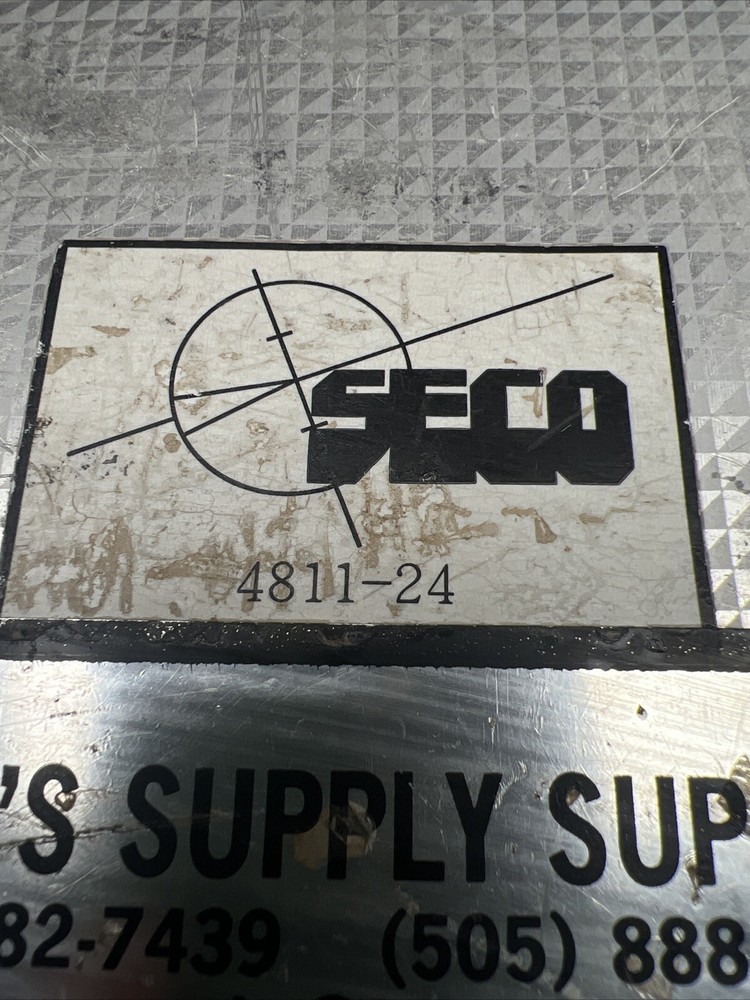 SECO
4811-24
'S SUPPLY SUP
82-7439 (505) 888